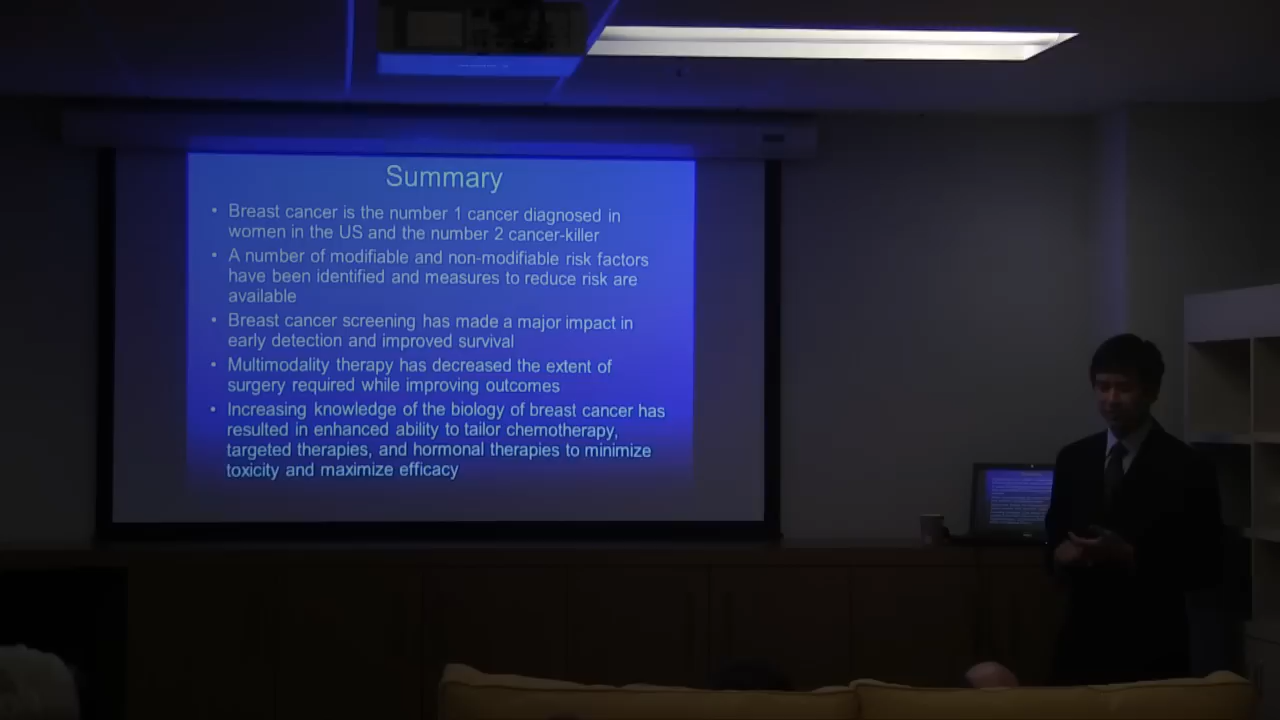 Summary
• Breast cancer is the number 1 cancer diagnosed in
women in the US and the number 2 cancer-killer
• A number of modifiable and non-modifiable risk factors
have been identified and measures to reduce risk are
available
• Breast cancer screening has made a major impact in
early detection and improved survival
• Multimodality therapy has decreased the extent of
surgery required while improving outcomes
• Increasing knowledge of the biology of breast cancer has
resulted in enhanced ability to tailor chemotherapy,
targeted therapies, and hormonal therapies to minimize
toxicity and maximize efficacy